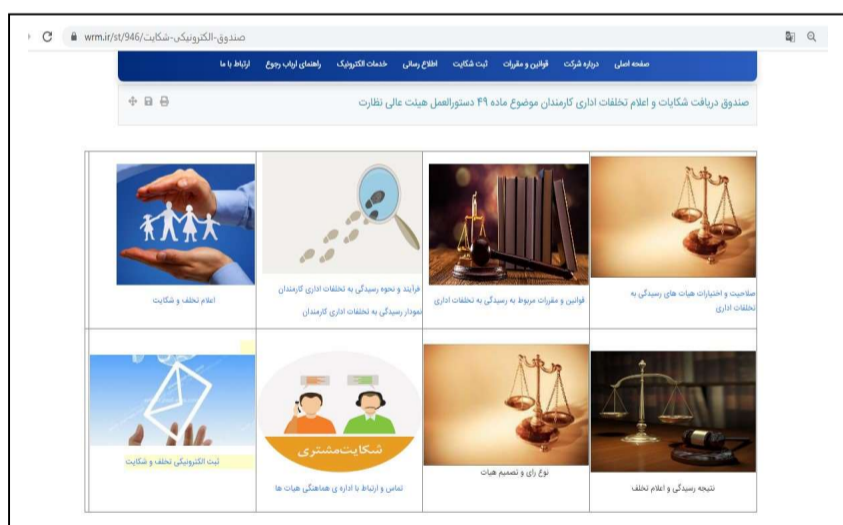 wrm.ir/st/946/صندوق-الکترونیکی-شکایت
صفحه اصلی درباره شرکت قوانین و مقررات ثبت شکایت اطلاع رسانی خدمات الکترونیک راهنمای ارباب رجوع ارتباط با ما
صندوق دریافت شکایات و اعلام تخلفات اداری کارمندان موضوع ماده ۴۹ دستورالعمل هیئت عالی نظارت
صلاحیت و اختیارات هیات های رسیدگی به
تخلفات اداری
قوانین و مقررات مربوط به رسیدگی به تخلفات اداری
فرآیند و نحوه رسیدگی به تخلفات اداری کارمندان
نمودار رسیدگی به تخلفات اداری کارمندان
اعلام تخلف و شکایت
نتیجه رسیدگی و اعلام تخلف
نوع رای و تصمیم هیات
شکایت‌مشتری
تماس و ارتباط با اداره ی هماهنگی هیات ها
ثبت الکترونیکی تخلف و شکایت